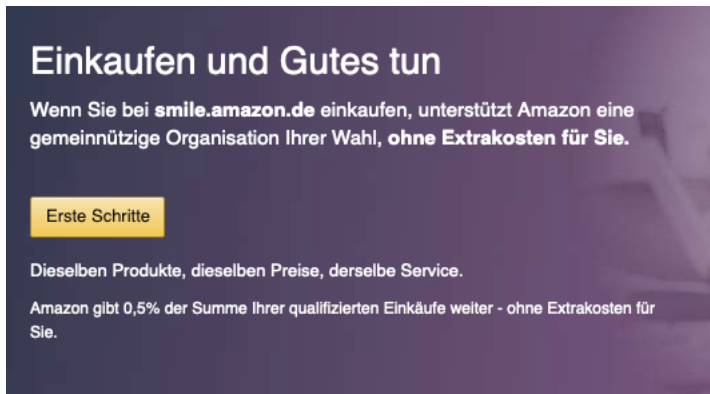 Einkaufen und Gutes tun
Wenn Sie bei smile.amazon.de einkaufen, unterstützt Amazon eine
gemeinnützige Organisation Ihrer Wahl, ohne Extrakosten für Sie.
Erste Schritte
Dieselben Produkte, dieselben Preise, derselbe Service.
Amazon gibt 0,5% der Summe Ihrer qualifizierten Einkäufe weiter - ohne Extrakosten für
Sie.